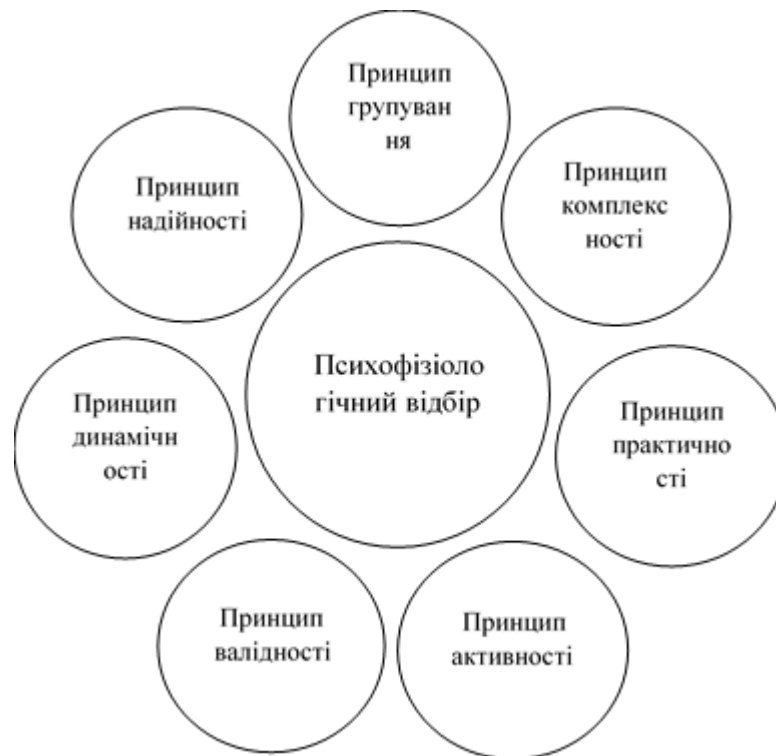 Принцип
групуван
ня
Принцип
надійності
Принцип
комплекс
ності
Психофізіоло
гічний відбір
Принцип
динамічн
ості
Принцип
практично
сті
Принцип
валідності
Принцип
активності